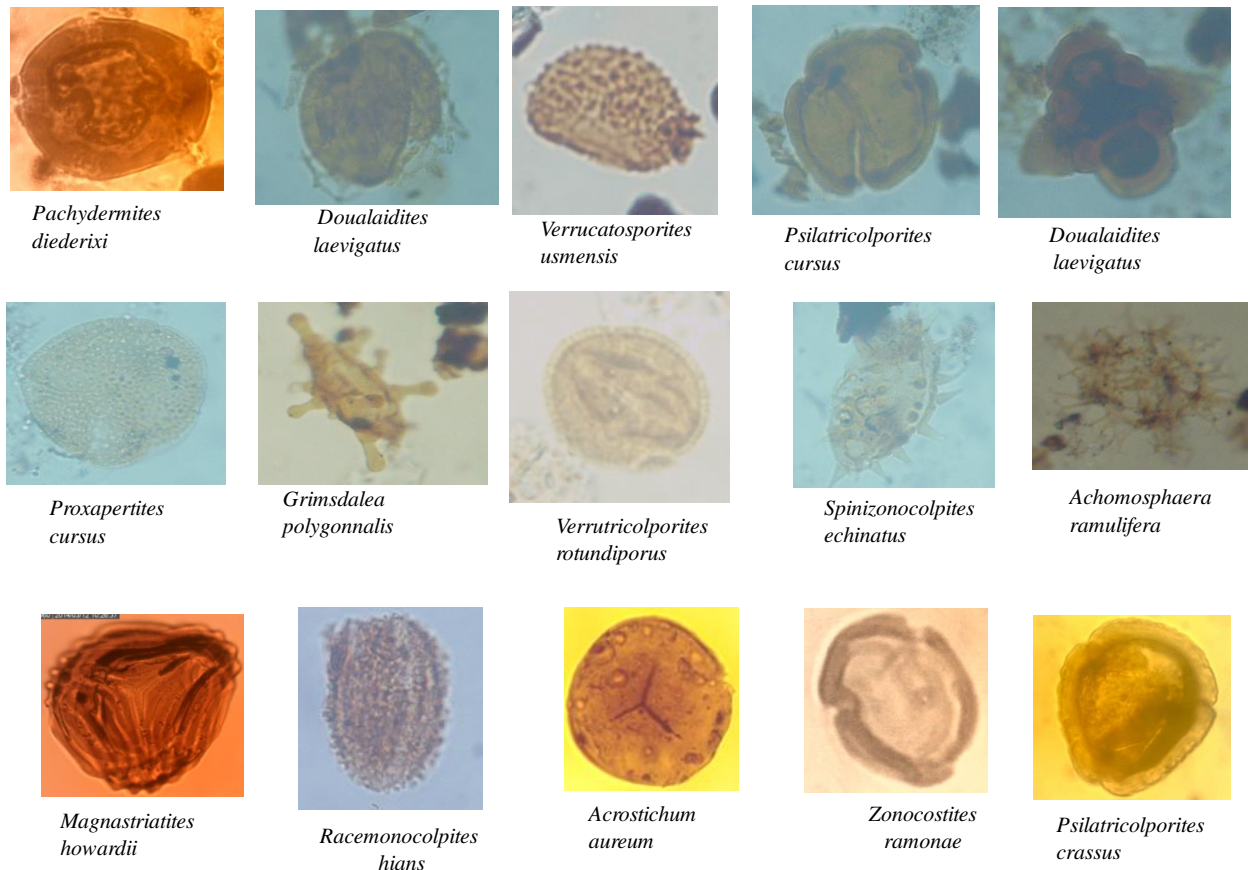 Pachydermites
diederixi
Doualaidites
laevigatus
Verrucatosporites
usmensis
Psilatricolporites
cursus
Doualaidites
laevigatus
Proxapertites
cursus
Grimsdalea
polygonnalis
Verrutricolporites
rotundiporus
Spinizonocolpites
echinatus
Achomosphaera
ramulifera
Magnastriatites
howardii
Racemonocolpites
hians
Acrostichum
aureum
Zonocostites
ramonae
Psilatricolporites
crassus